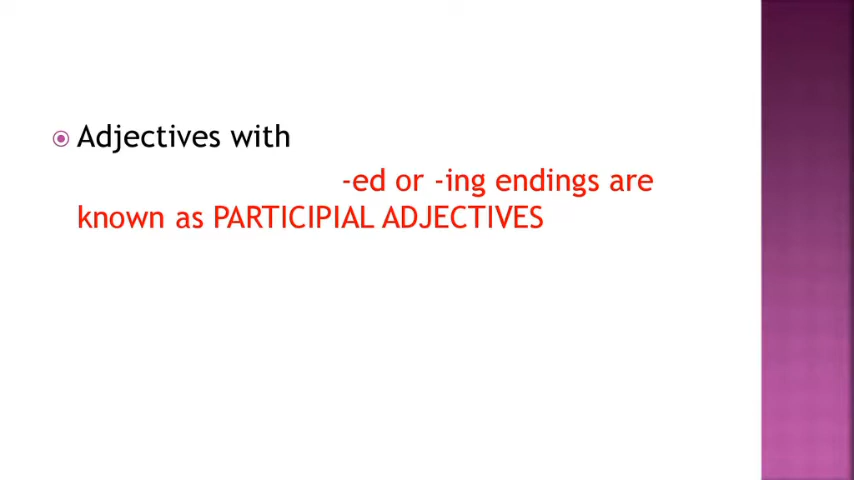 Adjectives with
-ed or -ing endings are
known as PARTICIPIAL ADJECTIVES